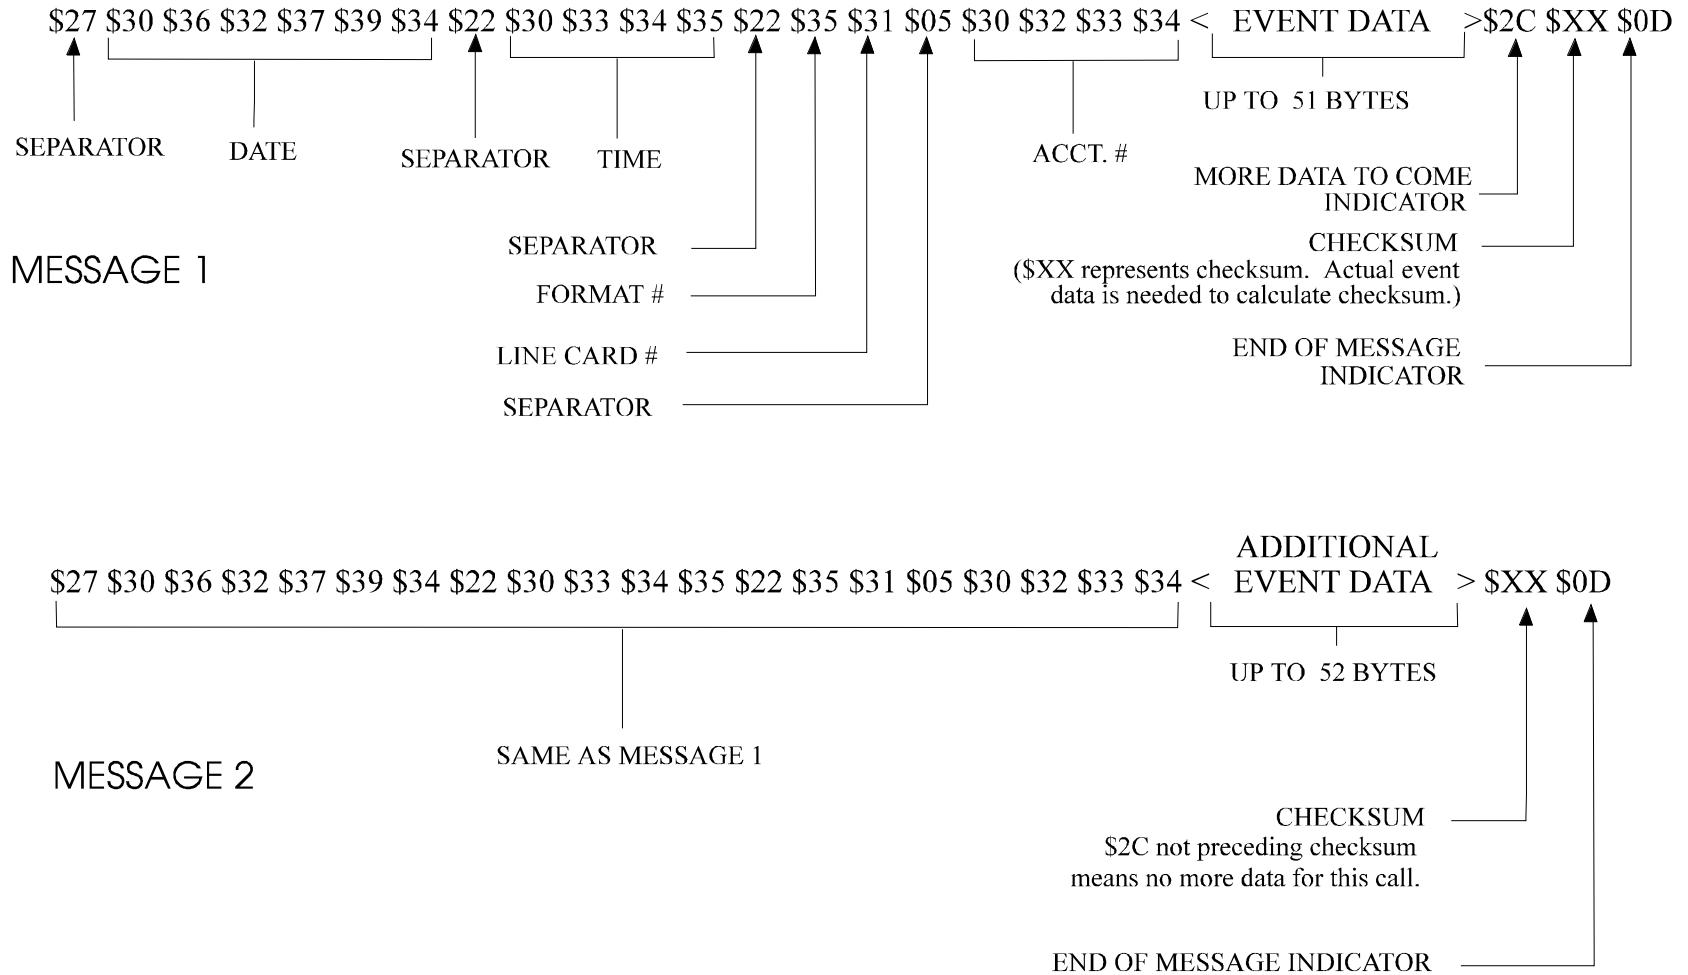 $27 $30 $36 $32 $37 $39 $34 $22 $30 $33 $34 $35 $22 $35 $31 $05 $30 $32 $33 $34 < EVENT DATA >$2C $XX $0D
UP TO 51 BYTES
SEPARATOR
DATE
SEPARATOR
TIME
ACCT. #
MORE DATA TO COME
INDICATOR
SEPARATOR
CHECKSUM
($XX represents checksum. Actual event
data is needed to calculate checksum.)
MESSAGE 1
FORMAT #
LINE CARD #
END OF MESSAGE
INDICATOR
SEPARATOR
ADDITIONAL
$27 $30 $36 $32 $37 $39 $34 $22 $30 $33 $34 $35 $22 $35 $31 $05 $30 $32 $33 $34 < EVENT DATA > $XX $0D
UP TO 52 BYTES
SAME AS MESSAGE 1
MESSAGE 2
CHECKSUM
$2C not preceding checksum
means no more data for this call.
END OF MESSAGE INDICATOR